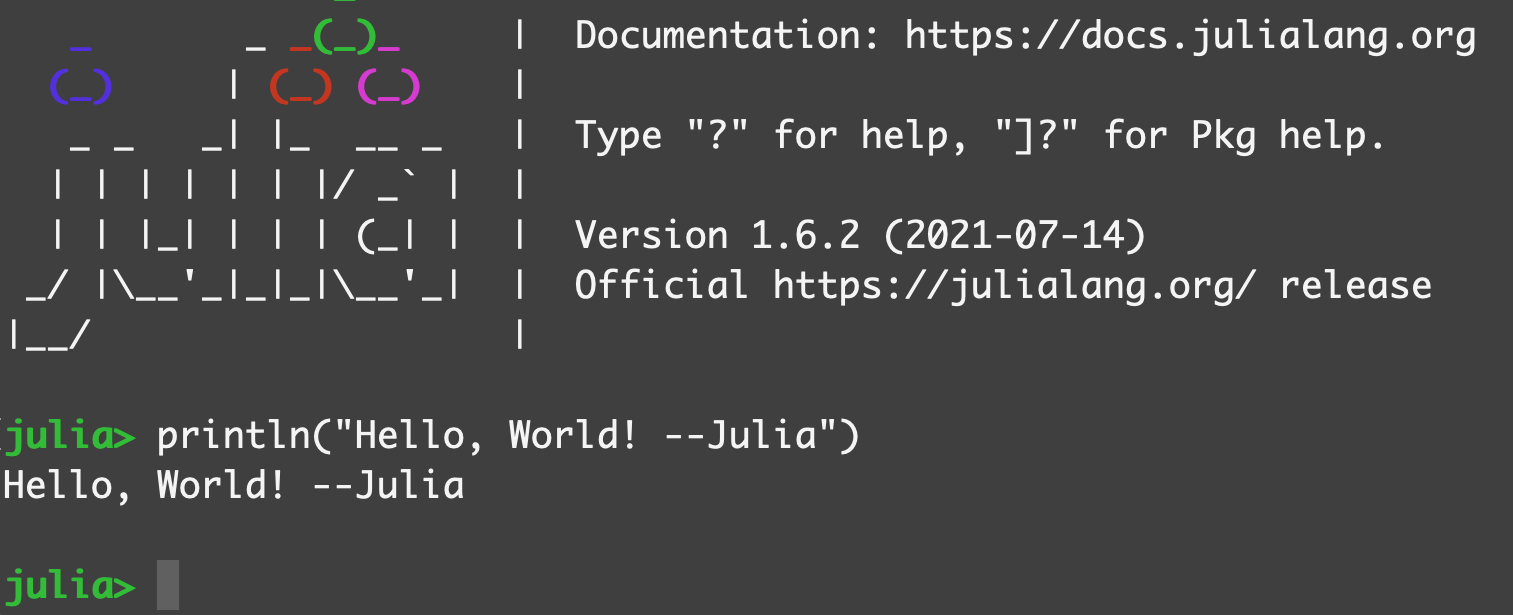 _
   _       _ _(_)_     |  Documentation: https://docs.julialang.org
  (_)     | (_) (_)    |
   _ _   _| |_  __ _   |  Type "?" for help, "]?" for Pkg help.
  | | | | | | |/ _` |  |
  | | |_| | | | (_| |  |  Version 1.6.2 (2021-07-14)
 _/ |\__'_|_|_|\__'_|  |  Official https://julialang.org/ release
|__/                   |
julia> println("Hello, World! --Julia")
Hello, World! --Julia
julia>